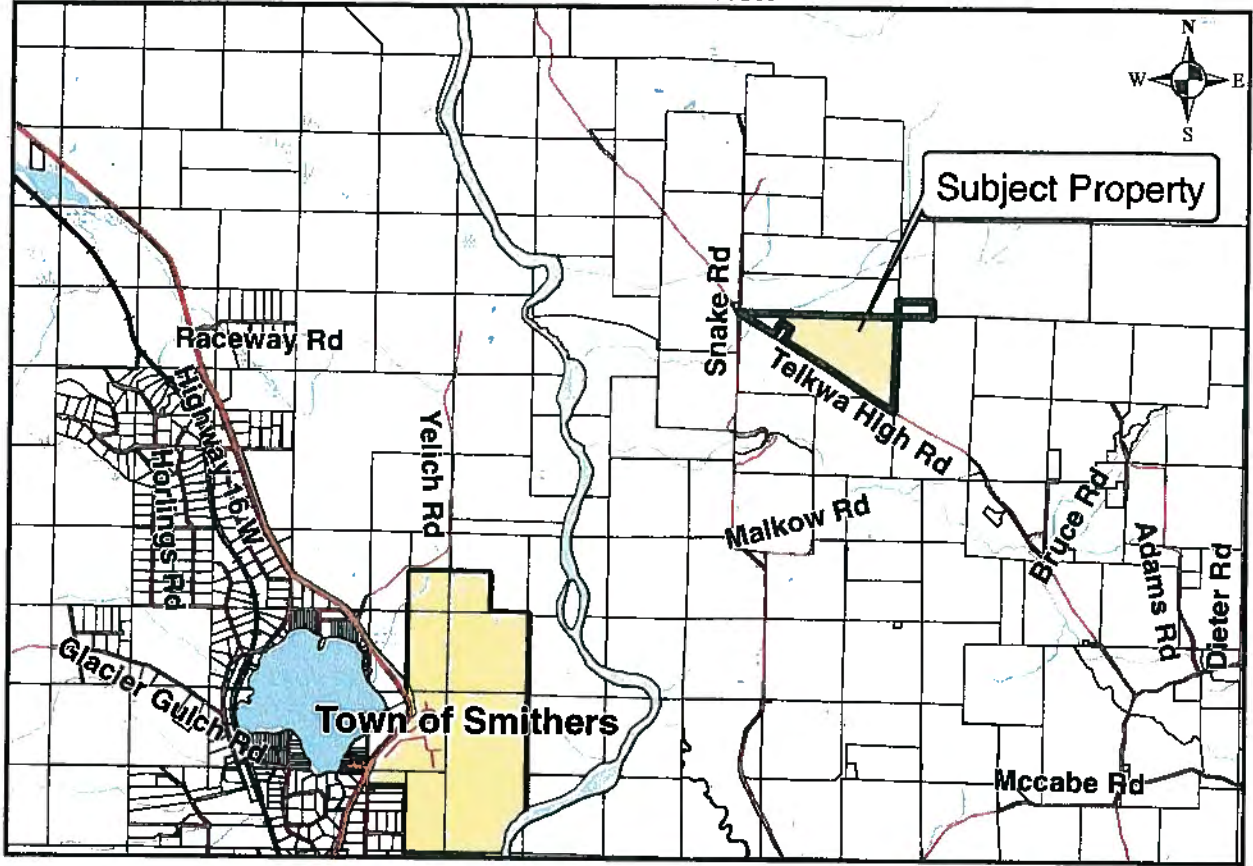 N
W E
S
Subject Property
Snake Rd
Raceway Rd
Telkwa High Rd
Highway 16 W
Yelich Rd
Horlings Rd
Malkow Rd
Bruce Rd
Adams Rd
Dieter Rd
Glacier Gulch Rd
Town of Smithers
Mccabe Rd